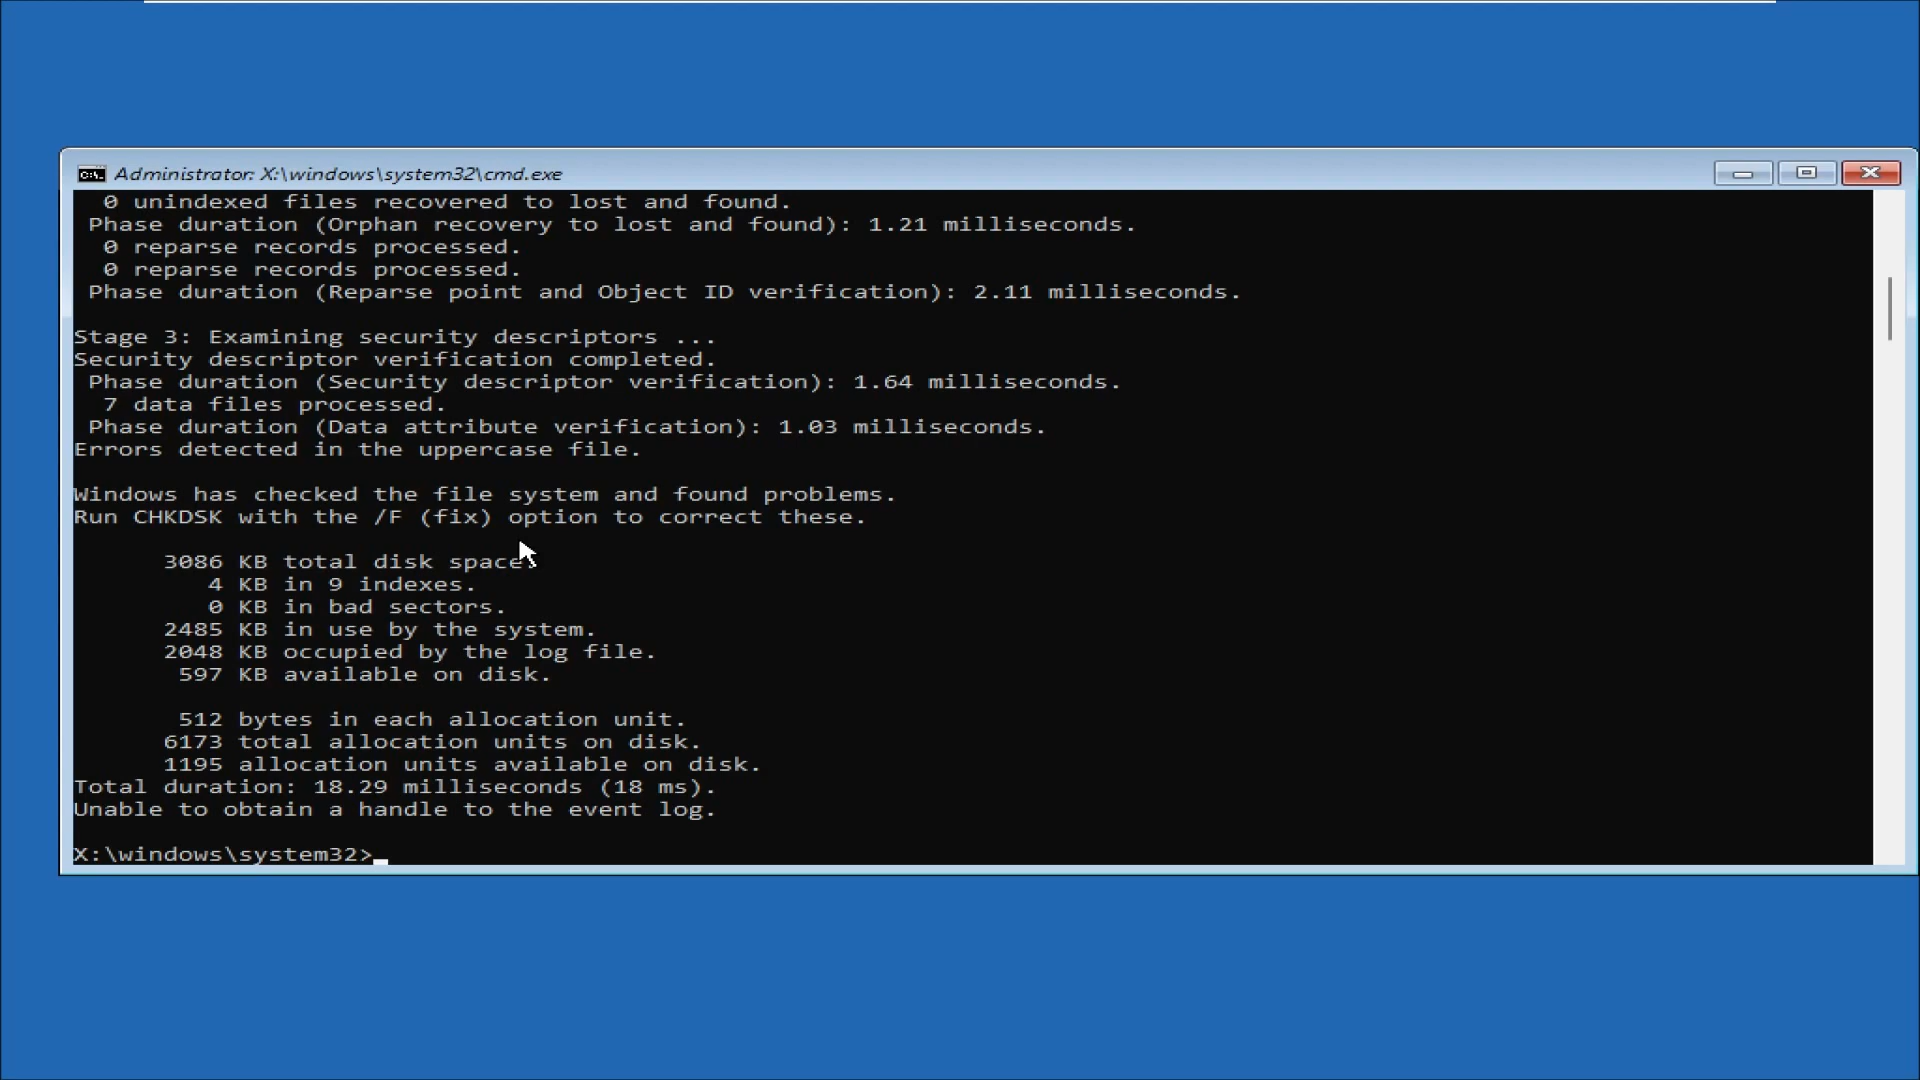 Administrator: X:\windows\system32\cmd.exe
0 unindexed files recovered to lost and found.
Phase duration (Orphan recovery to lost and found): 1.21 milliseconds.
0 reparse records processed.
0 reparse records processed.
Phase duration (Reparse point and Object ID verification): 2.11 milliseconds.
Stage 3: Examining security descriptors ...
Security descriptor verification completed.
Phase duration (Security descriptor verification): 1.64 milliseconds.
7 data files processed.
Phase duration (Data attribute verification): 1.03 milliseconds.
Errors detected in the uppercase file.
Windows has checked the file system and found problems.
Run CHKDSK with the /F (fix) option to correct these.
3086 KB total disk space.
4 KB in 9 indexes.
0 KB in bad sectors.
2485 KB in use by the system.
2048 KB occupied by the log file.
597 KB available on disk.
512 bytes in each allocation unit.
6173 total allocation units on disk.
1195 allocation units available on disk.
Total duration: 18.29 milliseconds (18 ms).
Unable to obtain a handle to the event log.
X:\windows\system32>_